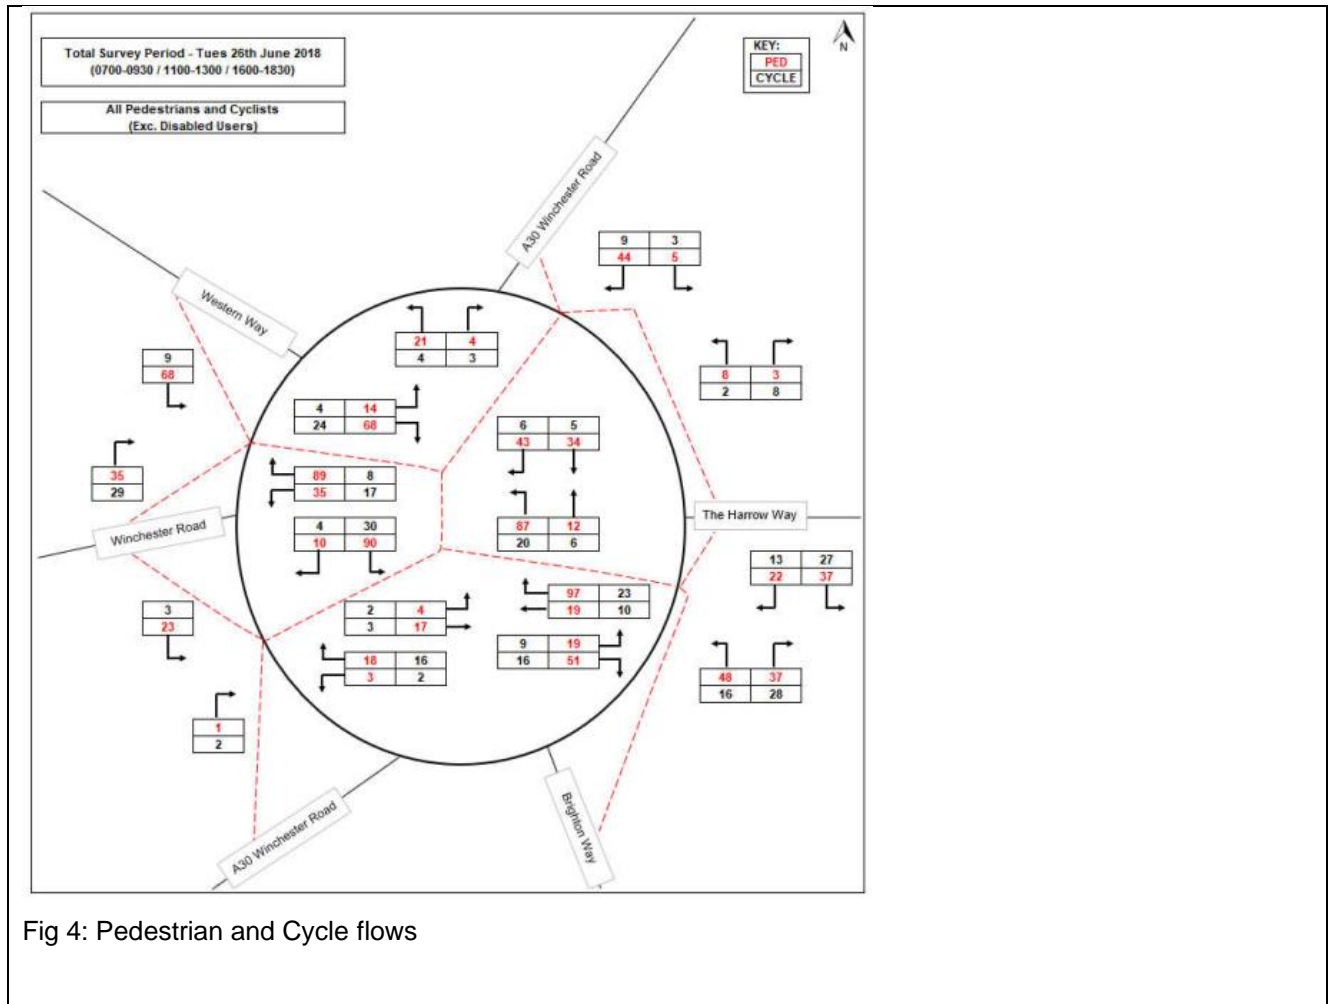 Total Survey Period - Tues 26th June 2018
(0700-0930 / 1100-1300 / 1600-1830)
All Pedestrians and Cyclists
(Exc. Disabled Users)
KEY:
PED
CYCLE
N
A30 Winchester Road
9 3
44 5
Western Way
21 4
4 3
9
68
8 3
2 8
4 14
24 68
6 5
43 34
35
29
89 8
35 17
Winchester Road
4 30
10 90
87 12
20 6
The Harrow Way
13 27
22 37
3
23
2 4
3 17
97 23
19 10
18 16
3 2
9 19
16 51
48 37
16 28
1
2
A30 Winchester Road
Brighton Way
Fig 4: Pedestrian and Cycle flows